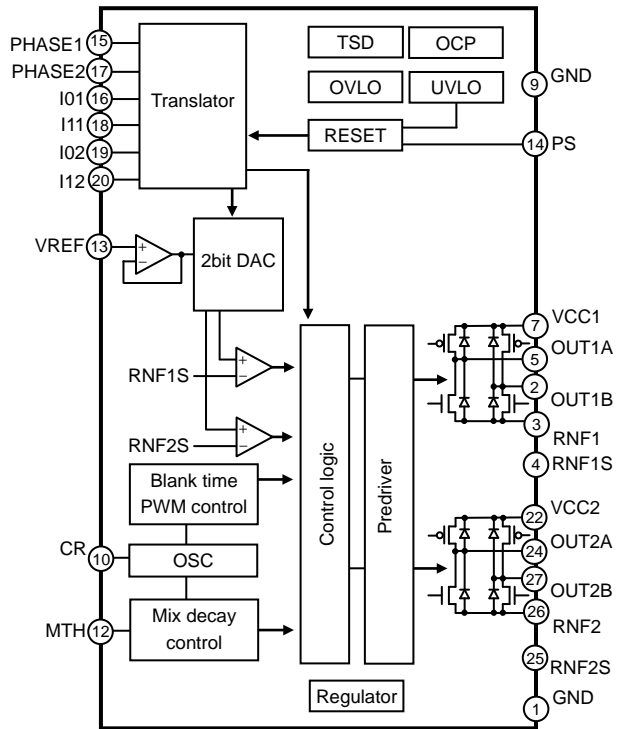 PHASE1 15
PHASE2 17
I01 16
I11 18
I02 19
I12 20
Translator
TSD
OCP
OVLO
UVLO
RESET
9 GND
14 PS
VREF 13
+
−
2bit DAC
RNF1S
+
−
RNF2S
+
−
Blank time
PWM control
CR 10
OSC
MTH 12
Mix decay
control
Control logic
Predriver
Regulator
7 VCC1
5 OUT1A
2 OUT1B
3 RNF1
4 RNF1S
22 VCC2
24 OUT2A
27 OUT2B
26 RNF2
25 RNF2S
1 GND